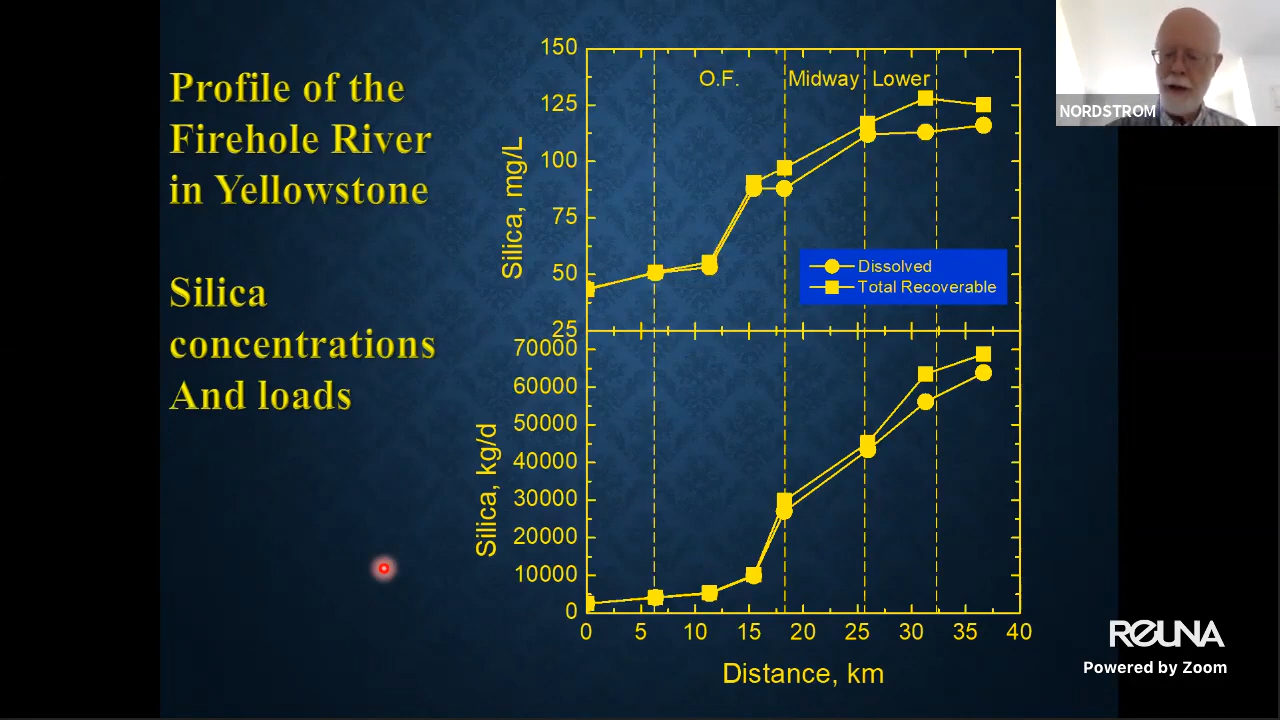 Profile of the
Firehole River
in Yellowstone
Silica
concentrations
And loads
150
125
100
75
50
25
Silica, mg/L
O.F.
Midway
Lower
Dissolved
Total Recoverable
70000
60000
50000
40000
30000
20000
10000
0
Silica, kg/d
0 5 10 15 20 25 30 35 40
Distance, km
NORDSTROM
REUNA
Powered by Zoom